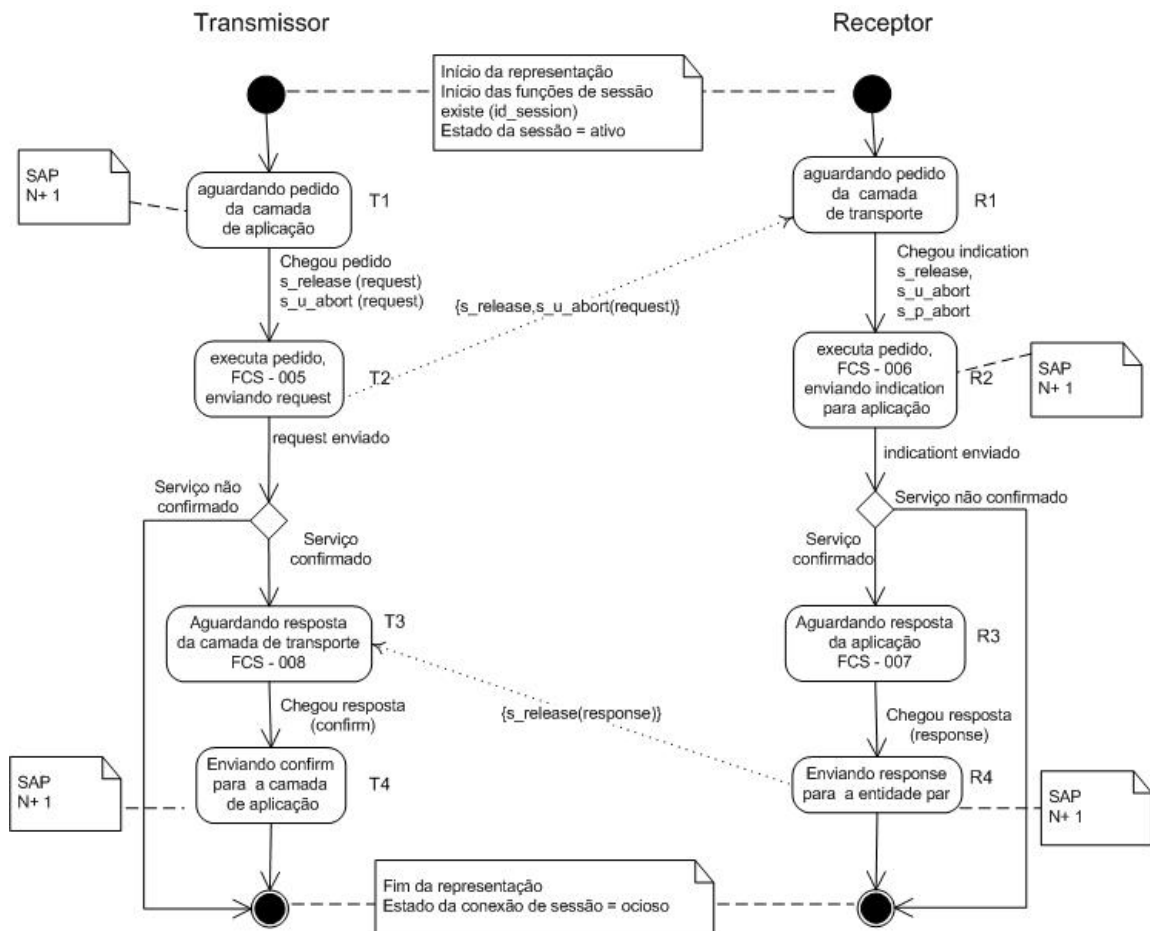 Transmissor
Receptor
Início da representação
Início das funções de sessão
existe (id_session)
Estado da sessão = ativo
SAP
N+ 1
aguardando pedido
da camada
de aplicação
T1
aguardando pedido
da camada
de transporte
R1
Chegou pedido
s_release (request)
s_u_abort (request)
Chegou indication
s_release,
s_u_abort
s_p_abort
{s_release,s_u_abort(request)}
executa pedido,
FCS - 005
enviando request
T2
executa pedido,
FCS - 006
enviando indication
para aplicação
R2
SAP
N+ 1
request enviado
indicationt enviado
Serviço não
confirmado
Serviço não confirmado
Serviço
confirmado
Serviço
confirmado
Aguardando resposta
da camada de transporte
FCS - 008
T3
Aguardando resposta
da aplicação
FCS - 007
R3
Chegou resposta
(confirm)
{s_release(response)}
Chegou resposta
(response)
SAP
N+ 1
Enviando confirm
para a camada
de aplicação
T4
Enviando response
para a entidade par
R4
SAP
N+ 1
Fim da representação
Estado da conexão de sessão = ocioso